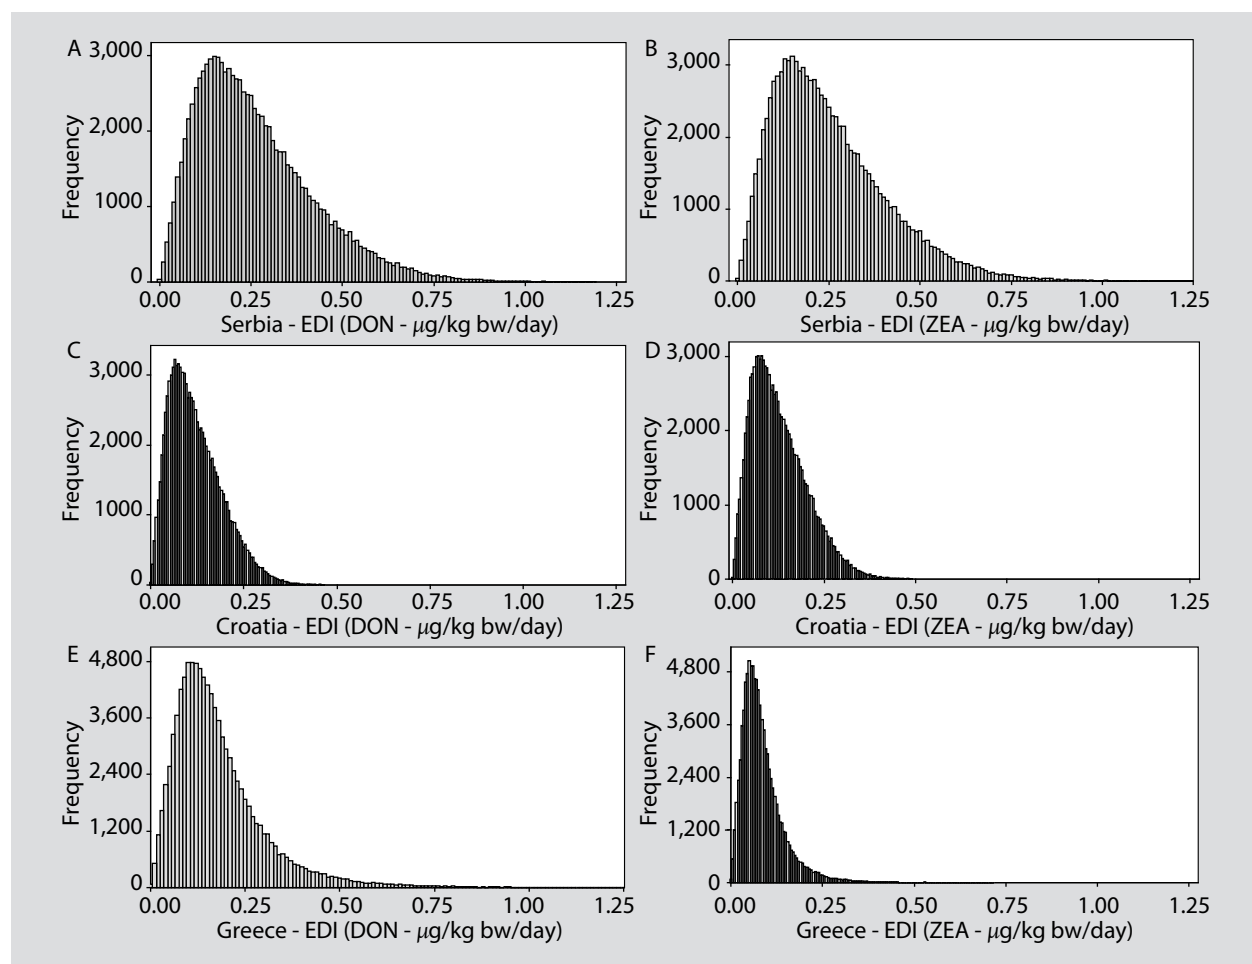 A
3,000
2,000
1000
0
Frequency
0.00 0.25 0.50 0.75 1.00 1.25
Serbia - EDI (DON - μg/kg bw/day)
B
3,000
2,000
1000
0
Frequency
0.00 0.25 0.50 0.75 1.00 1.25
Serbia - EDI (ZEA - μg/kg bw/day)
C
3,000
2,000
1000
0
Frequency
0.00 0.25 0.50 0.75 1.00 1.25
Croatia - EDI (DON - μg/kg bw/day)
D
3,000
2,000
1000
0
Frequency
0.00 0.25 0.50 0.75 1.00 1.25
Croatia - EDI (ZEA - μg/kg bw/day)
E
4,800
3,600
2,400
1,200
0
Frequency
0.00 0.25 0.50 0.75 1.00 1.25
Greece - EDI (DON - μg/kg bw/day)
F
4,800
3,600
2,400
1,200
0
Frequency
0.00 0.25 0.50 0.75 1.00 1.25
Greece - EDI (ZEA - μg/kg bw/day)